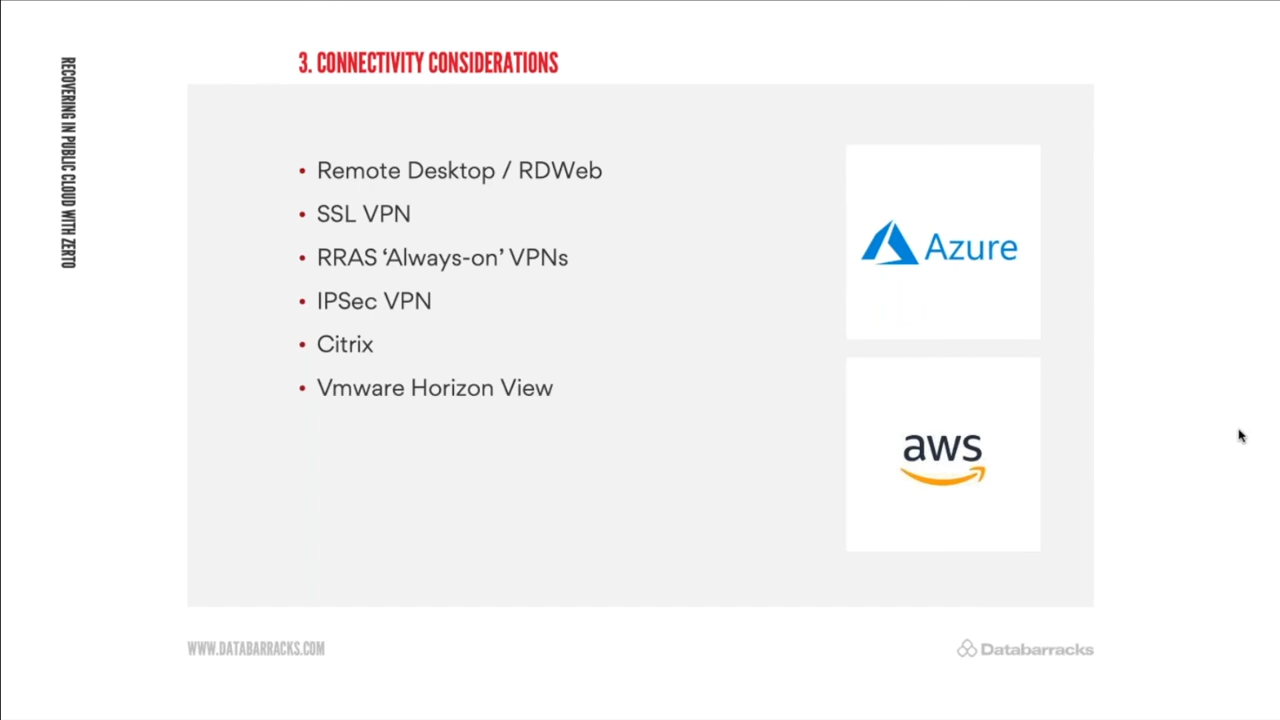 RECOVERING IN PUBLIC CLOUD WITH ZERTO
3. CONNECTIVITY CONSIDERATIONS
• Remote Desktop / RDWeb
• SSL VPN
• RRAS ‘Always-on’ VPNs
• IPSec VPN
• Citrix
• Vmware Horizon View
Azure
aws
WWW.DATABARRACKS.COM
Databarracks